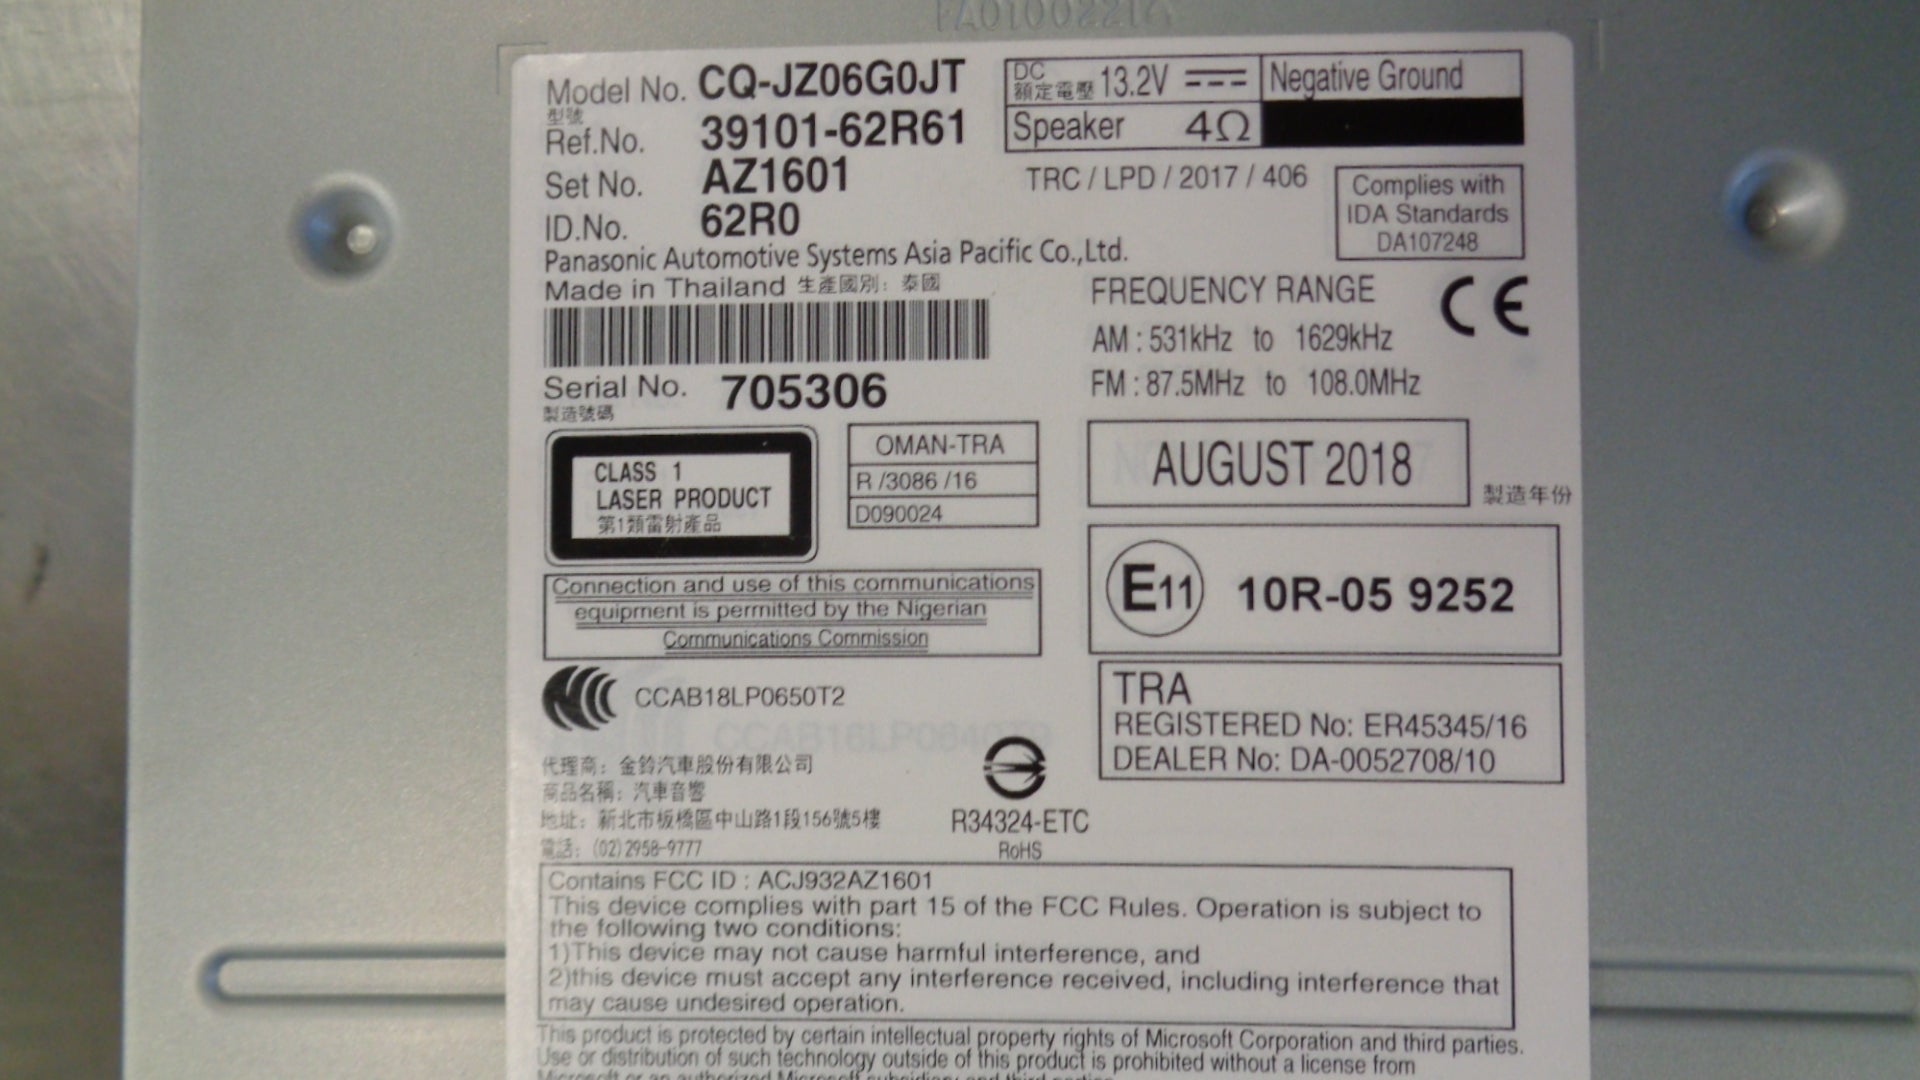 FA0100221A
Model No. CQ-JZ06G0JT
型號
Ref.No. 39101-62R61
Set No. AZ1601
ID.No. 62R0
Panasonic Automotive Systems Asia Pacific Co.,Ltd.
Made in Thailand 生產國別：泰國
Serial No. 705306
製造號碼
DC 額定電壓 13.2V Negative Ground
Speaker 4Ω
TRC / LPD / 2017 / 406
Complies with
IDA Standards
DA107248
FREQUENCY RANGE
AM : 531kHz to 1629kHz
FM : 87.5MHz to 108.0MHz
CE
CLASS 1
LASER PRODUCT
第1類雷射產品
OMAN-TRA
R /3086 /16
D090024
AUGUST 2018
製造年份
Connection and use of this communications
equipment is permitted by the Nigerian
Communications Commission
E11 10R-05 9252
CCAB18LP0650T2
TRA
REGISTERED No: ER45345/16
DEALER No: DA-0052708/10
代理商：金鈴汽車股份有限公司
商品名稱：汽車音響
地址：新北市板橋區中山路1段156號5樓
電話：(02)2958-9777
R34324-ETC
RoHS
Contains FCC ID : ACJ932AZ1601
This device complies with part 15 of the FCC Rules. Operation is subject to
the following two conditions:
1)This device may not cause harmful interference, and
2)this device must accept any interference received, including interference that
may cause undesired operation.
This product is protected by certain intellectual property rights of Microsoft Corporation and third parties.
Use or distribution of such technology outside of this product is prohibited without a license from
Microsoft or an authorized Microsoft subsidiary and third parties.